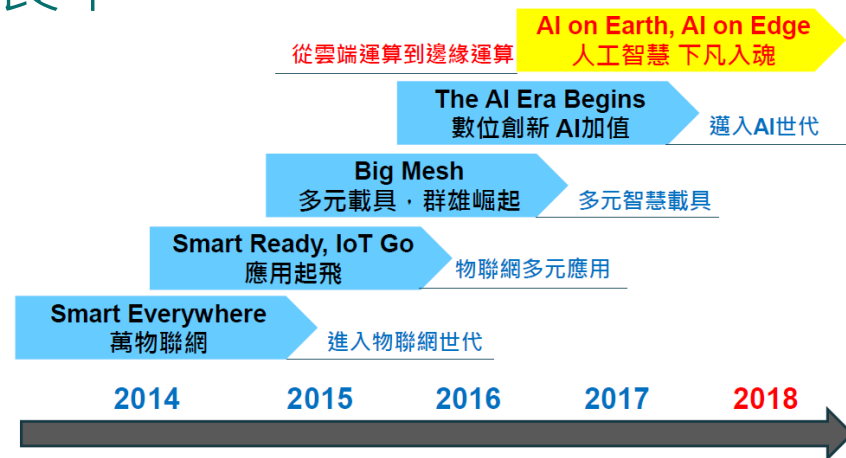 AI on Earth, AI on Edge
從雲端運算到邊緣運算
人工智慧 下凡入魂
The AI Era Begins
數位創新 AI加值
邁入AI世代
Big Mesh
多元載具，群雄崛起
多元智慧載具
Smart Ready, IoT Go
應用起飛
物聯網多元應用
Smart Everywhere
萬物聯網
進入物聯網世代
2014 2015 2016 2017 2018